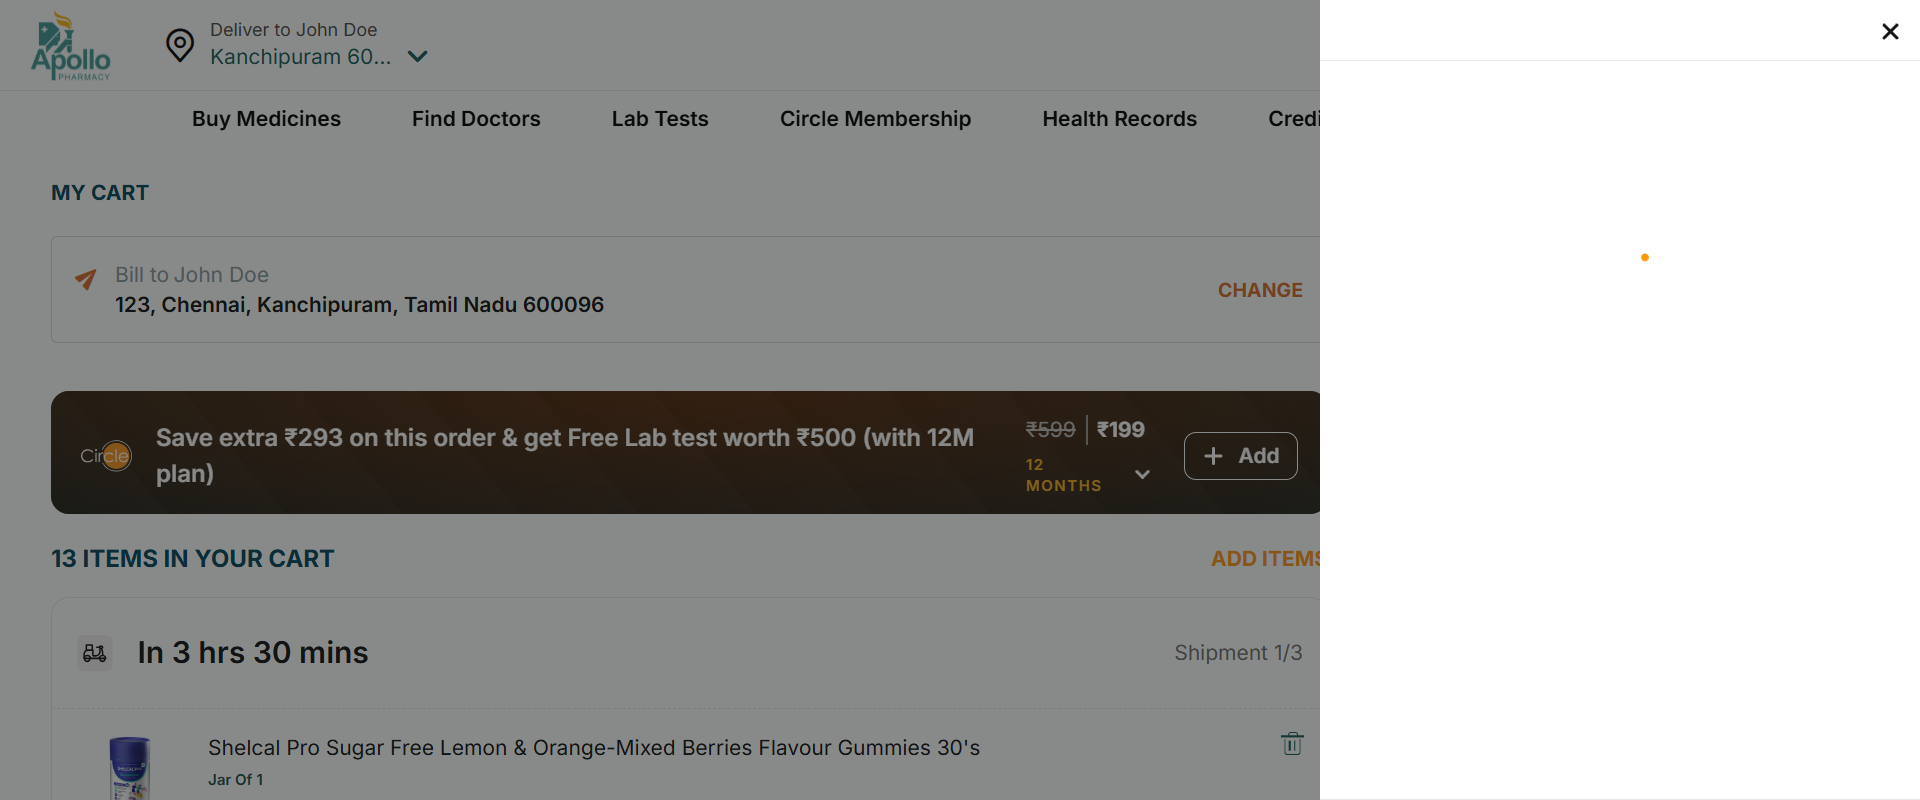 Apollo
PHARMACY
Deliver to John Doe
Kanchipuram 60...
Buy Medicines
Find Doctors
Lab Tests
Circle Membership
Health Records
Credi
MY CART
Bill to John Doe
123, Chennai, Kanchipuram, Tamil Nadu 600096
CHANGE
Circle
Save extra ₹293 on this order & get Free Lab test worth ₹500 (with 12M
plan)
₹599 | ₹199
12
MONTHS
+ Add
13 ITEMS IN YOUR CART
ADD ITEMS
In 3 hrs 30 mins
Shipment 1/3
Shelcal Pro Sugar Free Lemon & Orange-Mixed Berries Flavour Gummies 30's
Jar Of 1